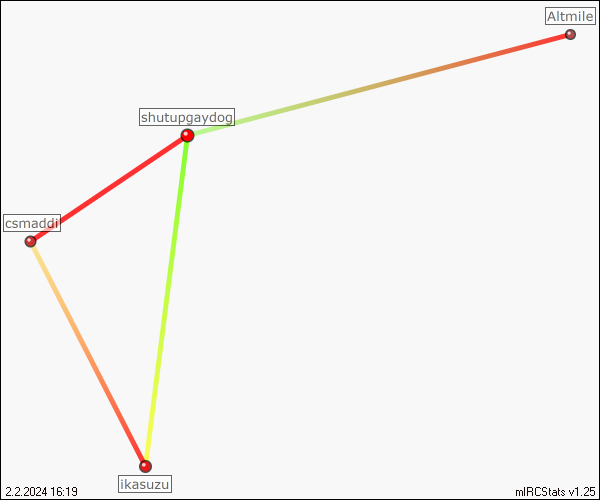 Altmile
shutupgaydog
csmaddi
ikasuzu
2.2.2024 16:19
mIRCStats v1.25